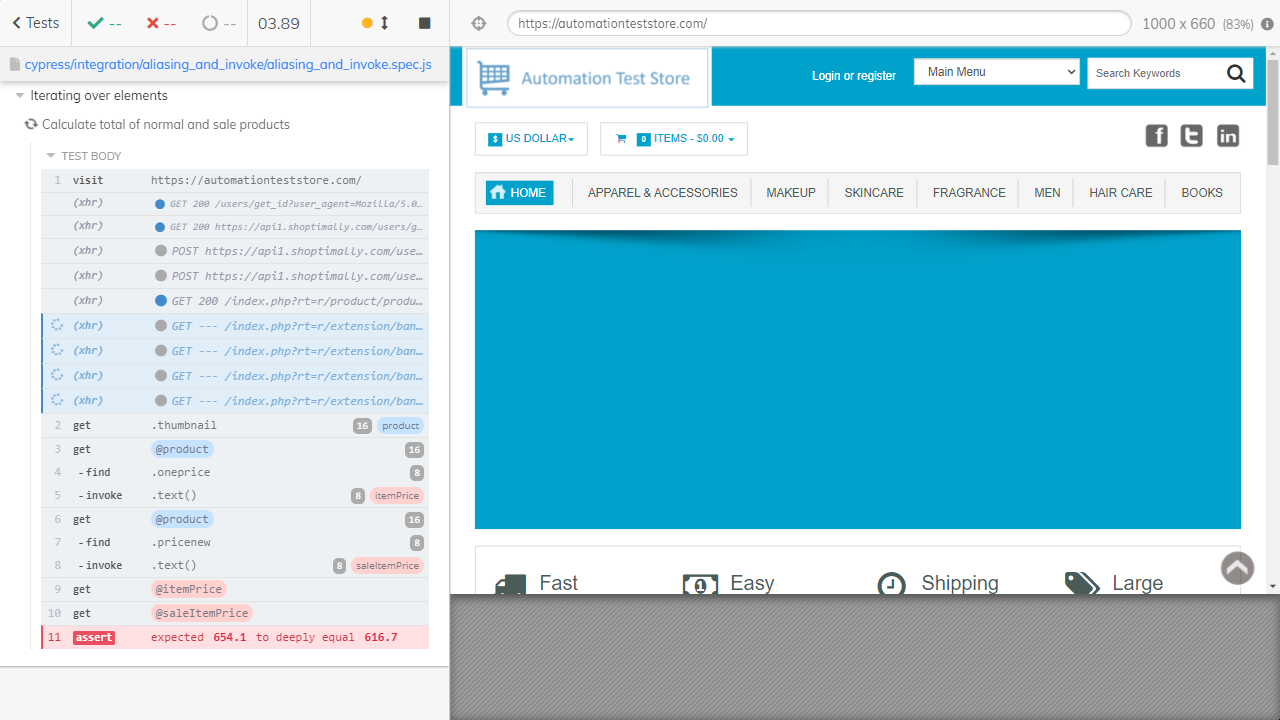 Tests -- -- -- 03.89
cypress/integration/aliasing_and_invoke/aliasing_and_invoke.spec.js
Iterating over elements
Calculate total of normal and sale products
TEST BODY
1 visit https://automationteststore.com/
(xhr) GET 200 /users/get_id?user_agent=Mozilla/5.0…
(xhr) GET 200 https://api1.shoptimally.com/users/g…
(xhr) POST https://api1.shoptimally.com/use…
(xhr) POST https://api1.shoptimally.com/use…
(xhr) GET 200 /index.php?rt=r/product/produ…
(xhr) GET --- /index.php?rt=r/extension/ban…
(xhr) GET --- /index.php?rt=r/extension/ban…
(xhr) GET --- /index.php?rt=r/extension/ban…
(xhr) GET --- /index.php?rt=r/extension/ban…
2 get .thumbnail 16 product
3 get @product 16
4 -find .oneprice 8
5 -invoke .text() 8 itemPrice
6 get @product 16
7 -find .pricenew 8
8 -invoke .text() 8 saleItemPrice
9 get @itemPrice
10 get @saleItemPrice
11 assert expected 654.1 to deeply equal 616.7
https://automationteststore.com/ 1000 x 660 (83%)
Automation Test Store Login or register Main Menu Search Keywords
$ US DOLLAR 0 ITEMS - $0.00
HOME APPAREL & ACCESSORIES MAKEUP SKINCARE FRAGRANCE MEN HAIR CARE BOOKS
Fast Easy Shipping Large